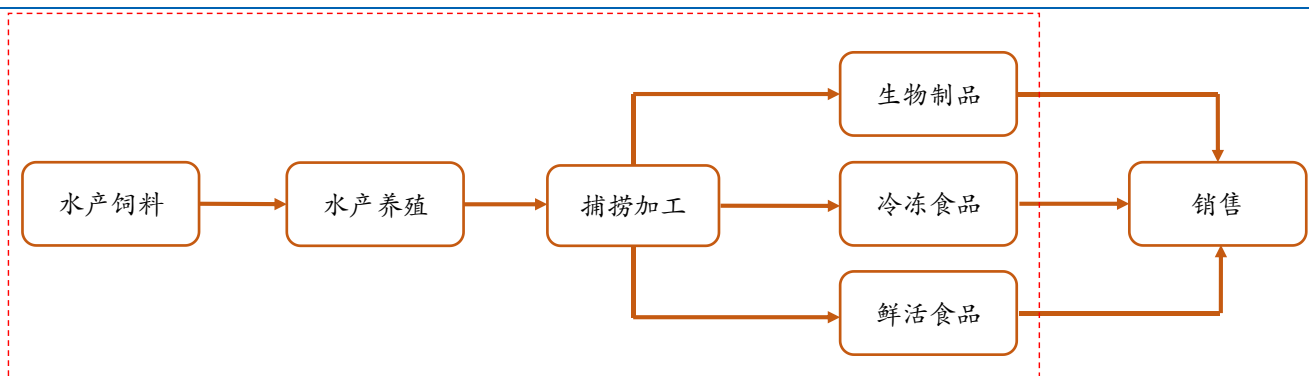 水产饲料
水产养殖
捕捞加工
生物制品
冷冻食品
鲜活食品
销售